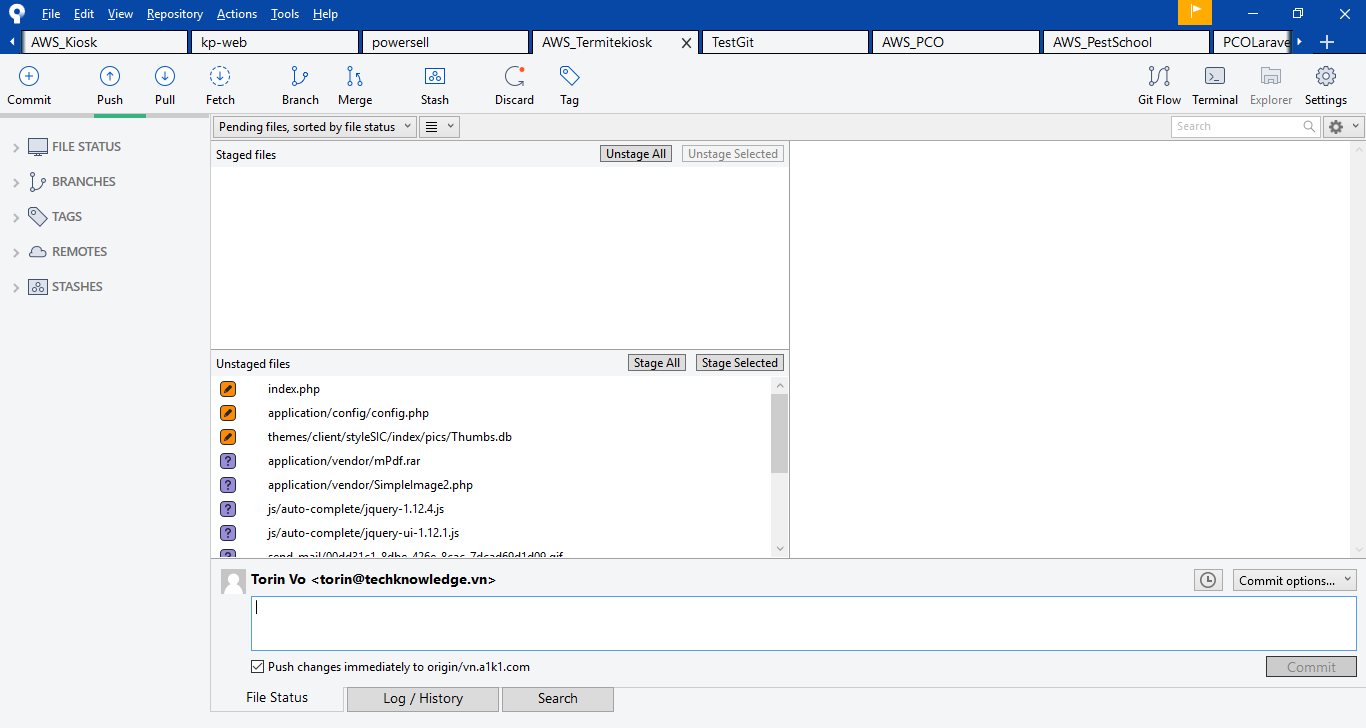 File Edit View Repository Actions Tools Help
AWS_Kiosk kp-web powersell AWS_Termitekiosk TestGit AWS_PCO AWS_PestSchool PCOLarave
Commit Push Pull Fetch Branch Merge Stash Discard Tag Git Flow Terminal Explorer Settings
Pending files, sorted by file status Search
FILE STATUS
BRANCHES
TAGS
REMOTES
STASHES
Staged files Unstage All Unstage Selected
Unstaged files Stage All Stage Selected
index.php
application/config/config.php
themes/client/styleSIC/index/pics/Thumbs.db
application/vendor/mPdf.rar
application/vendor/SimpleImage2.php
js/auto-complete/jquery-1.12.4.js
js/auto-complete/jquery-ui-1.12.1.js
Torin Vo <torin@techknowledge.vn> Commit options...
Push changes immediately to origin/vn.a1k1.com Commit
File Status Log / History Search